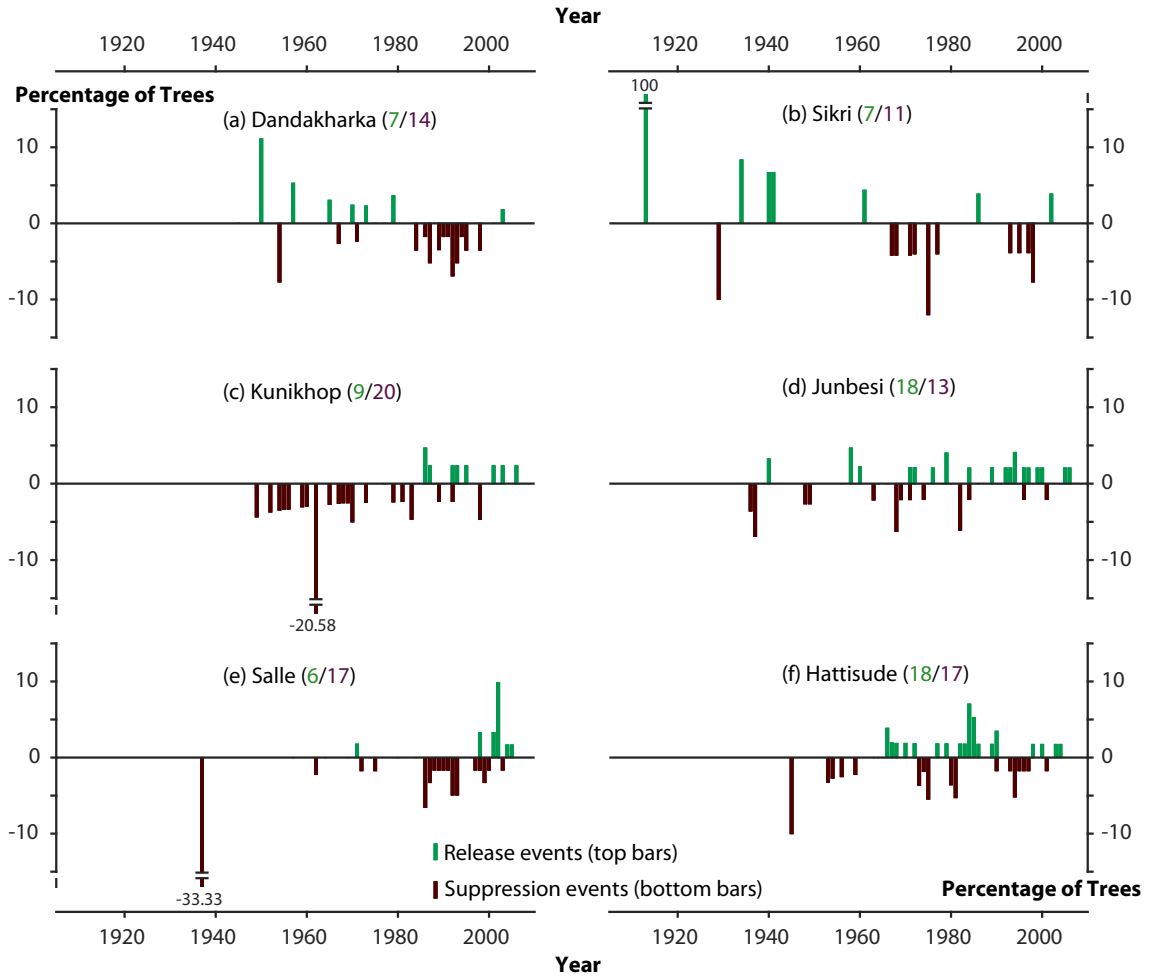 Year
1920 1940 1960 1980 2000 1920 1940 1960 1980 2000
Percentage of Trees
100
(a) Dandakharka (7/14)
(b) Sikri (7/11)
10 10
0 0
-10 -10
(c) Kunikhop (9/20)
(d) Junbesi (18/13)
10 10
0 0
-10 -10
-20.58
(e) Salle (6/17)
(f) Hattisude (18/17)
10 10
0 0
-10 -10
Release events (top bars)
Suppression events (bottom bars)
Percentage of Trees
-33.33
1920 1940 1960 1980 2000 1920 1940 1960 1980 2000
Year